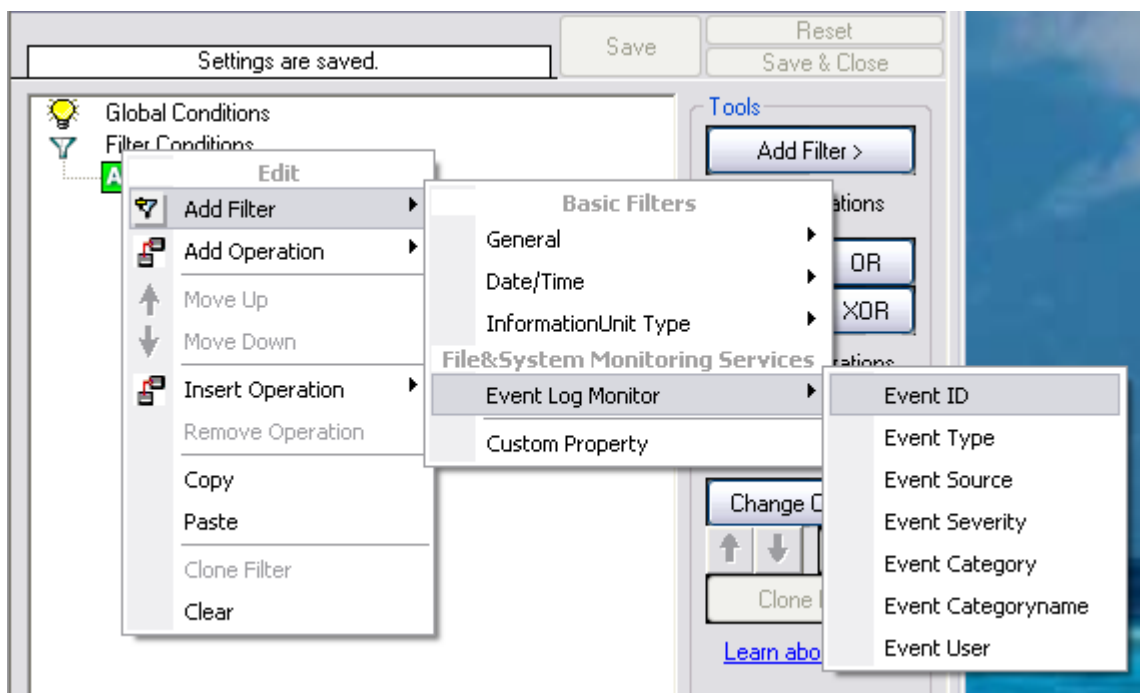 Reset
Save
Settings are saved.
Save & Close
Global Conditions
Filter Conditions
Tools
Add Filter >
OR
XOR
Change
Clone
Learn
Edit
Add Filter
Add Operation
Move Up
Move Down
Insert Operation
Remove Operation
Copy
Paste
Clone Filter
Clear
Basic Filters
General
Date/Time
InformationUnit Type
File&System Monitoring Services
Event Log Monitor
Custom Property
Event ID
Event Type
Event Source
Event Severity
Event Category
Event Categoryname
Event User